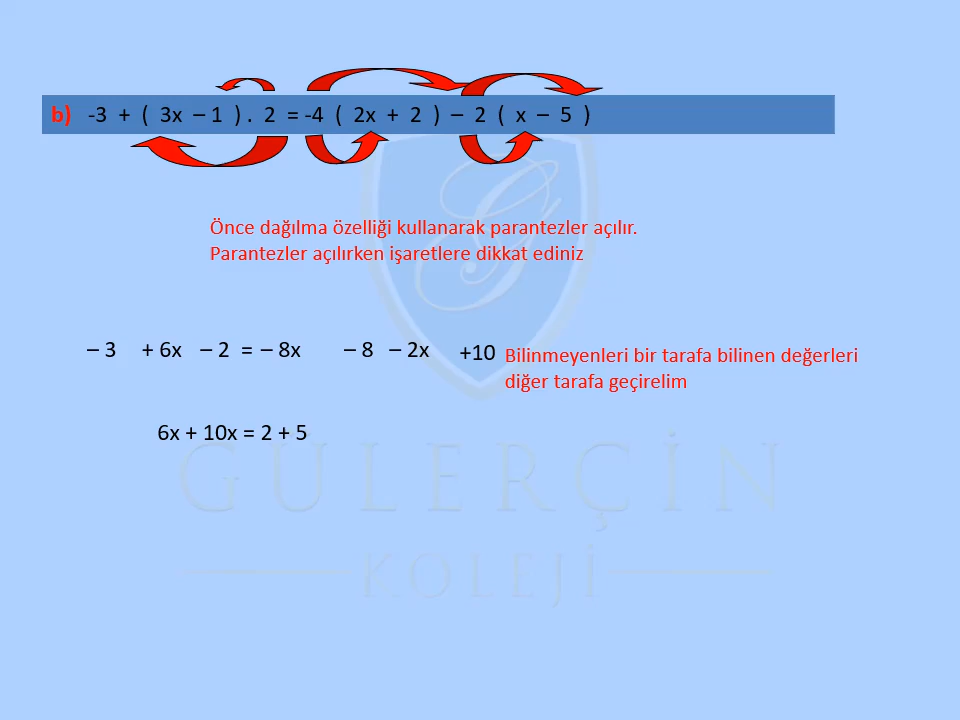 b) -3 + ( 3x – 1 ) . 2 = -4 ( 2x + 2 ) – 2 ( x – 5 )
Önce dağılma özelliği kullanarak parantezler açılır.
Parantezler açılırken işaretlere dikkat ediniz
– 3 + 6x – 2 = – 8x – 8 – 2x +10
Bilinmeyenleri bir tarafa bilinen değerleri
diğer tarafa geçirelim
6x + 10x = 2 + 5
GÜLERÇİN
KOLEJİ